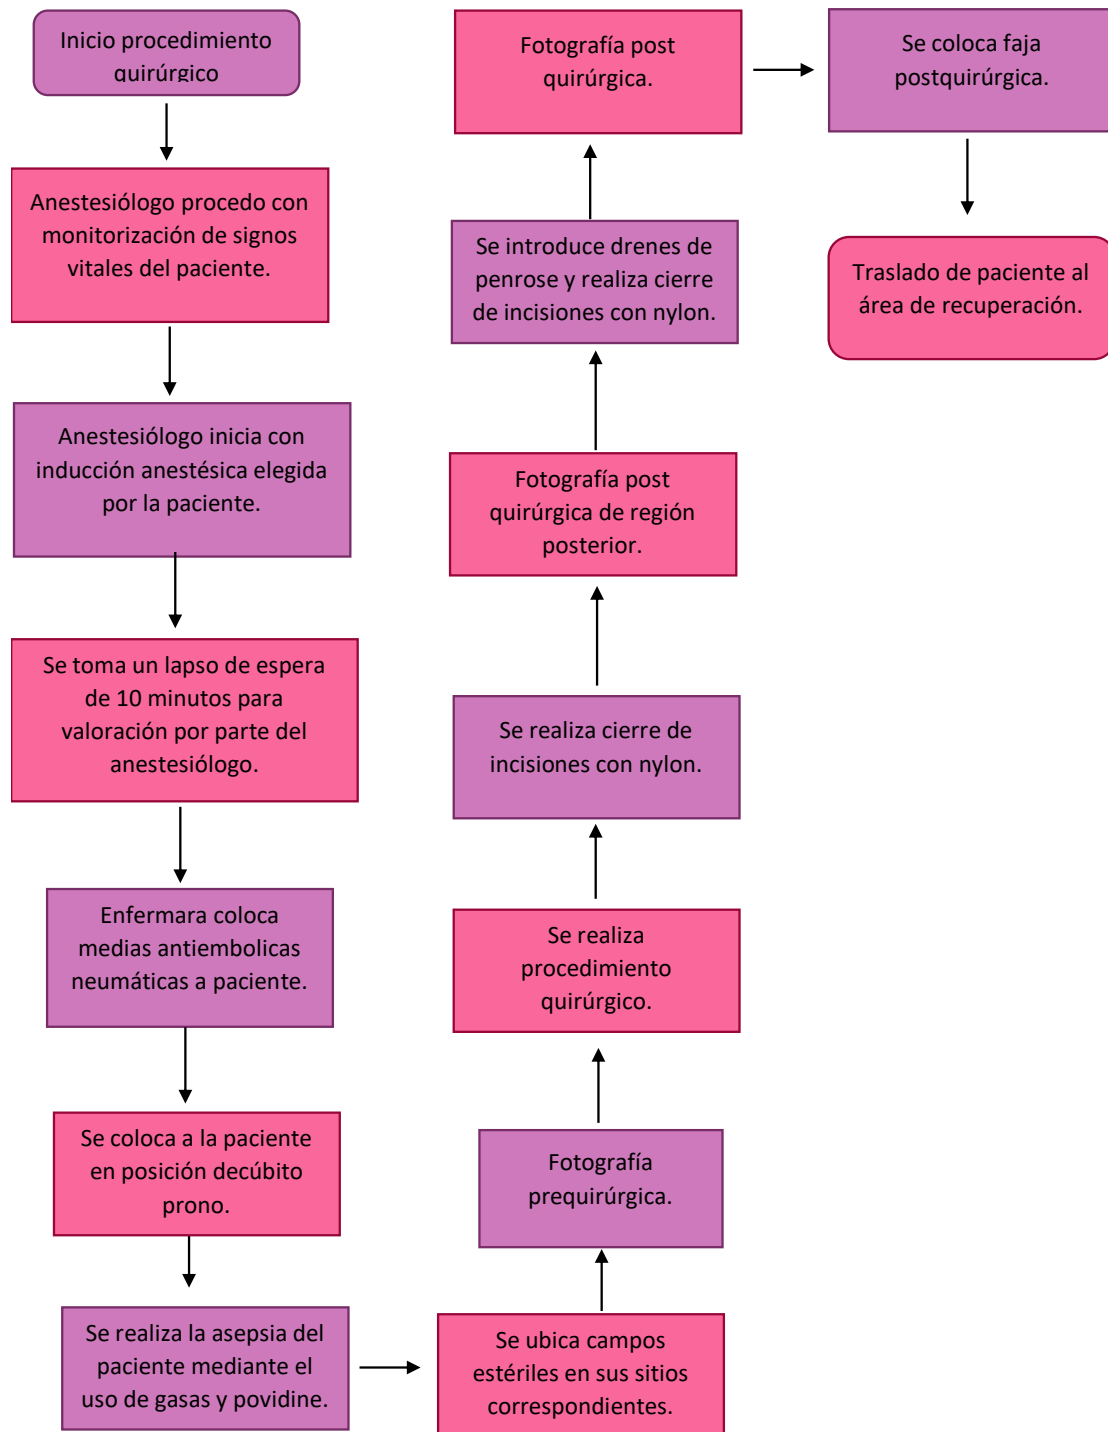 Inicio procedimiento
quirúrgico
Anestesiólogo procedo con
monitorización de signos
vitales del paciente.
Anestesiólogo inicia con
inducción anestésica elegida
por la paciente.
Se toma un lapso de espera
de 10 minutos para
valoración por parte del
anestesiólogo.
Enfermara coloca
medias antiembolicas
neumáticas a paciente.
Se coloca a la paciente
en posición decúbito
prono.
Se realiza la asepsia del
paciente mediante el
uso de gasas y povidine.
Se ubica campos
estériles en sus sitios
correspondientes.
Fotografía
prequirúrgica.
Se realiza
procedimiento
quirúrgico.
Se realiza cierre de
incisiones con nylon.
Fotografía post
quirúrgica de región
posterior.
Se introduce drenes de
penrose y realiza cierre
de incisiones con nylon.
Fotografía post
quirúrgica.
Se coloca faja
postquirúrgica.
Traslado de paciente al
área de recuperación.